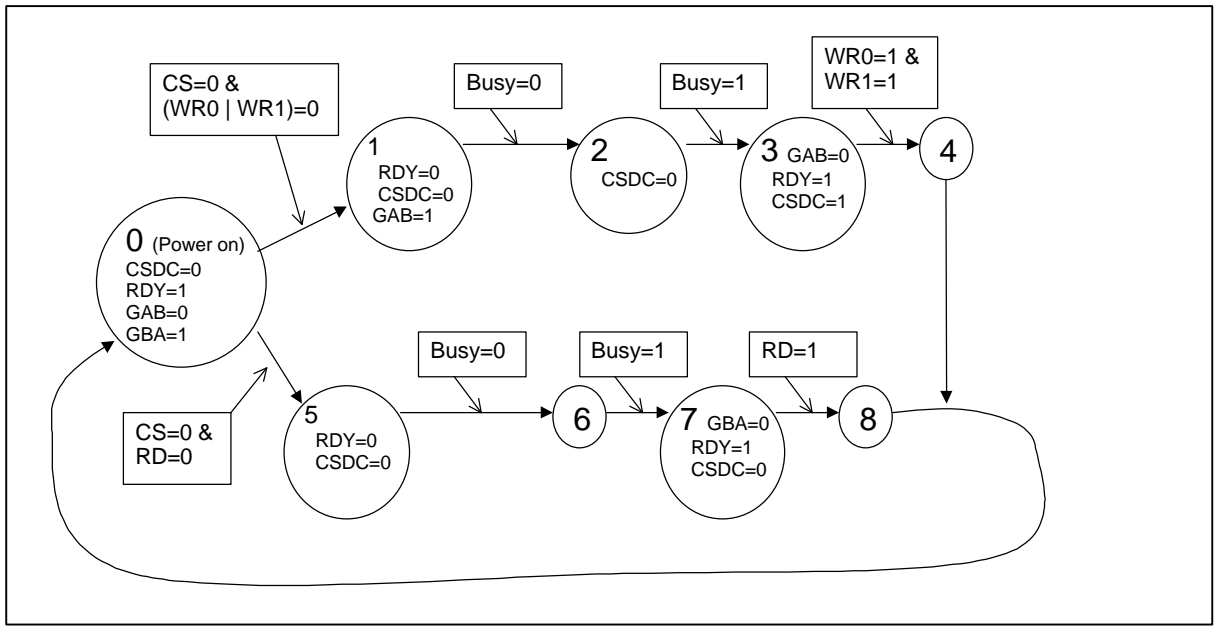 CS=0 &
(WR0 | WR1)=0
Busy=0
Busy=1
WR0=1 &
WR1=1
1
RDY=0
CSDC=0
GAB=1
2
CSDC=0
3 GAB=0
RDY=1
CSDC=1
4
0 (Power on)
CSDC=0
RDY=1
GAB=0
GBA=1
Busy=0
Busy=1
RD=1
CS=0 &
RD=0
5
RDY=0
CSDC=0
6
7 GBA=0
RDY=1
CSDC=0
8